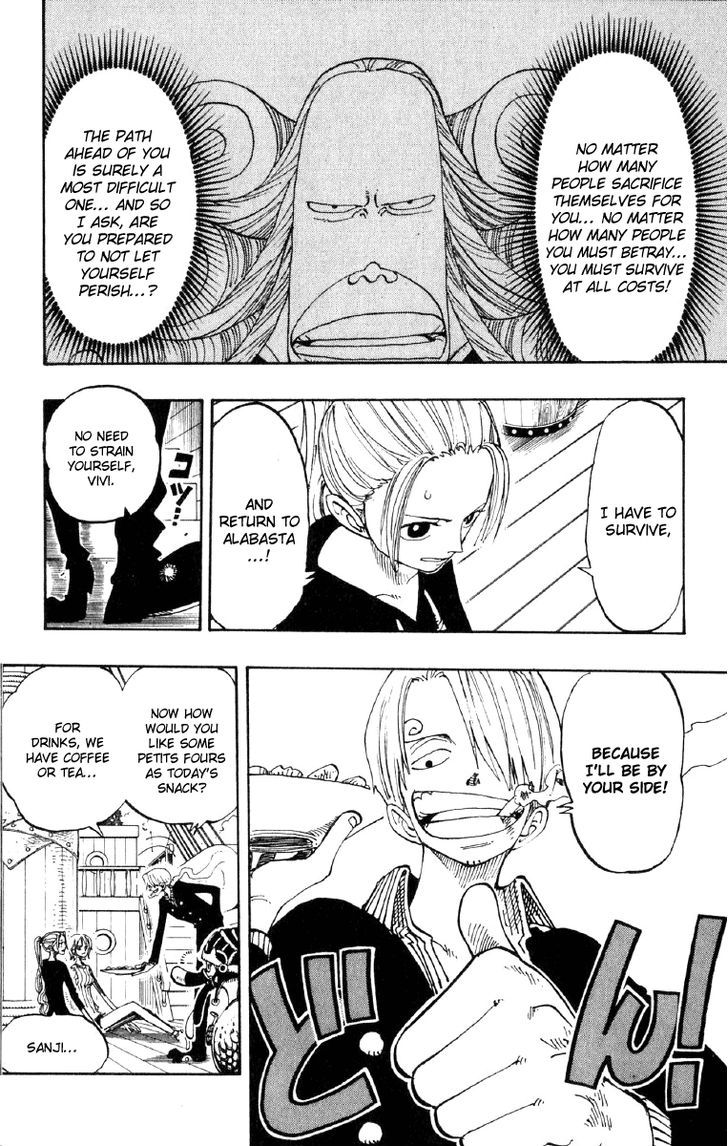 NO MATTER
HOW MANY
PEOPLE SACRIFICE
THEMSELVES FOR
YOU... NO MATTER
HOW MANY PEOPLE
YOU MUST BETRAY...
YOU MUST SURVIVE
AT ALL COSTS!
THE PATH
AHEAD OF YOU
IS SURELY A
MOST DIFFICULT
ONE... AND SO
I ASK, ARE
YOU PREPARED
TO NOT LET
YOURSELF
PERISH...?
I HAVE TO
SURVIVE,
AND
RETURN TO
ALABASTA
...!
NO NEED
TO STRAIN
YOURSELF,
VIVI.
コツ!
BECAUSE
I'LL BE BY
YOUR SIDE!
どん!
NOW HOW
WOULD YOU
LIKE SOME
PETITS FOURS
AS TODAY'S
SNACK?
FOR
DRINKS, WE
HAVE COFFEE
OR TEA...
SANJI...